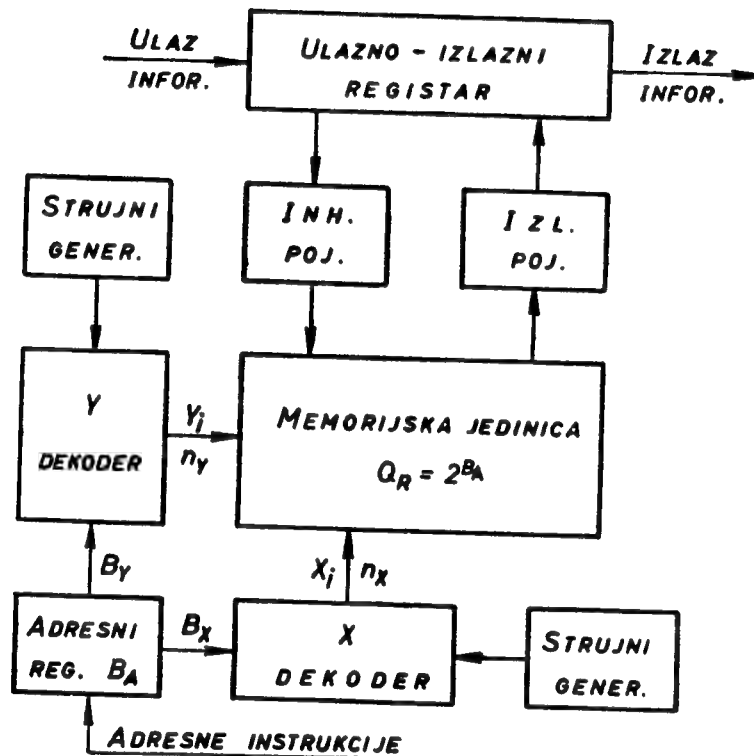 ULAZ
INFOR.
ULAZNO - IZLAZNI
REGISTAR
IZLAZ
INFOR.
STRUJNI
GENER.
INH.
POJ.
IZL.
POJ.
Y
DEKODER
Yi
nY
MEMORIJSKA JEDINICA
QR = 2^BA
BY
Xi nX
ADRESNI
REG. BA
BX
X
DEKODER
STRUJNI
GENER.
ADRESNE INSTRUKCIJE